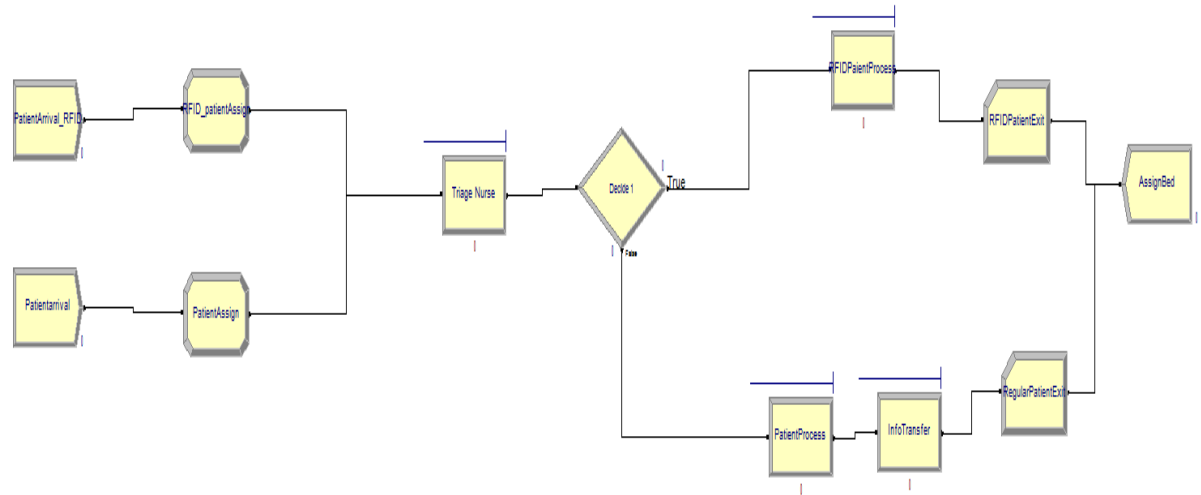 PatientArrival_RFID
RFID_patientAssign
Triage Nurse
Decide 1
True
False
RFIDPaientProcess
RFIDPatientExit
AssignBed
Patientarrival
PatientAssign
PatientProcess
InfoTransfer
RegularPatientExit